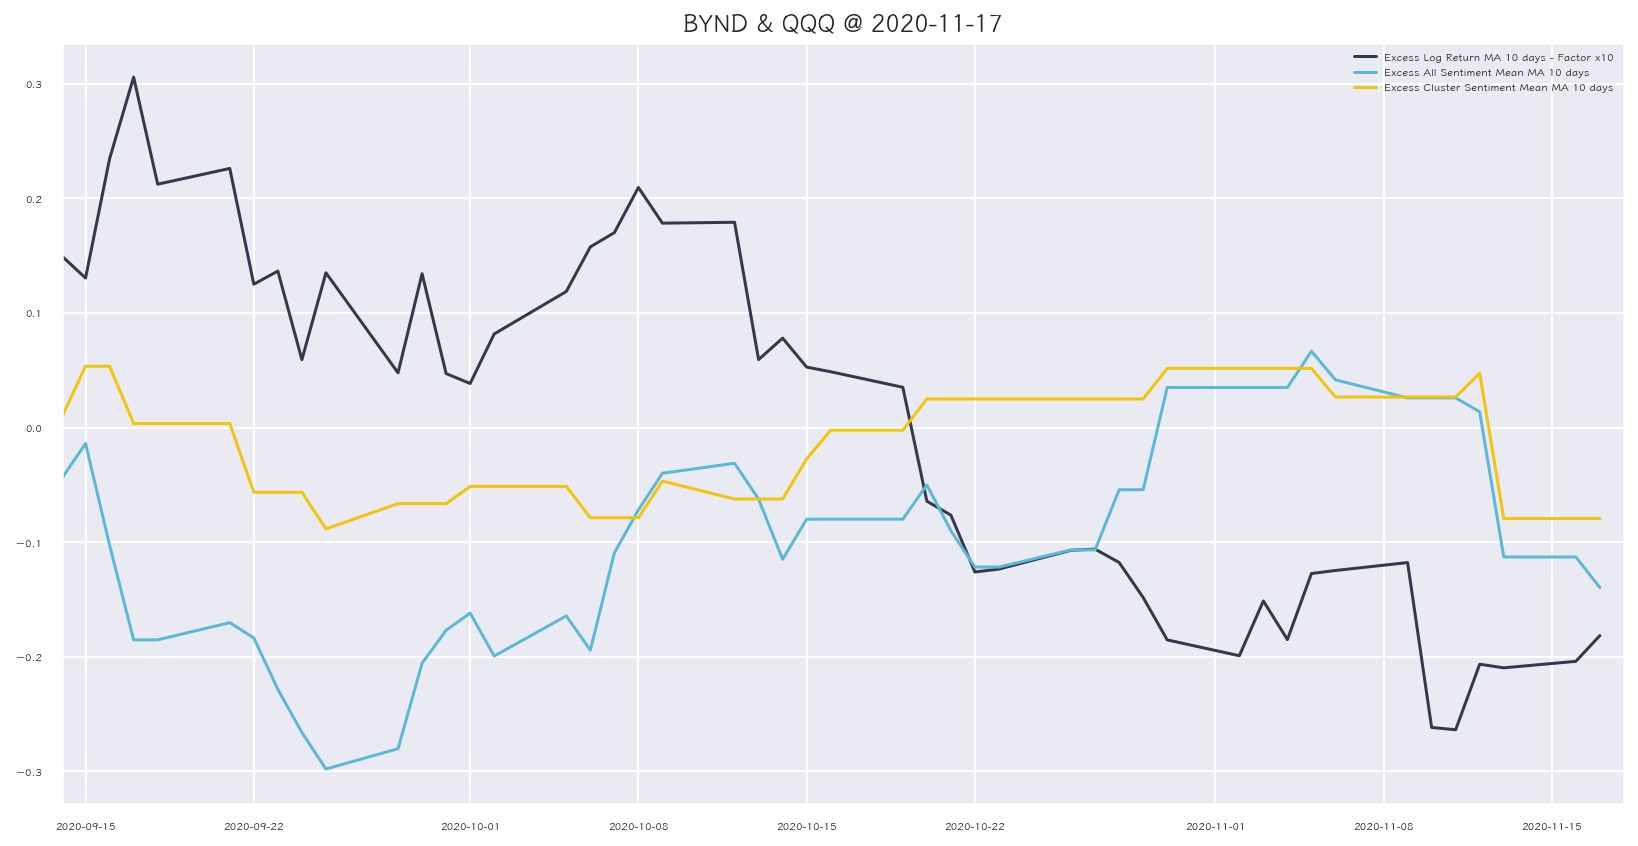 BYND & QQQ @ 2020-11-17
Excess Log Return MA 10 days - Factor x10
Excess All Sentiment Mean MA 10 days
Excess Cluster Sentiment Mean MA 10 days
0.3
0.2
0.1
0.0
−0.1
−0.2
−0.3
2020-09-15 2020-09-22 2020-10-01 2020-10-08 2020-10-15 2020-10-22 2020-11-01 2020-11-08 2020-11-15